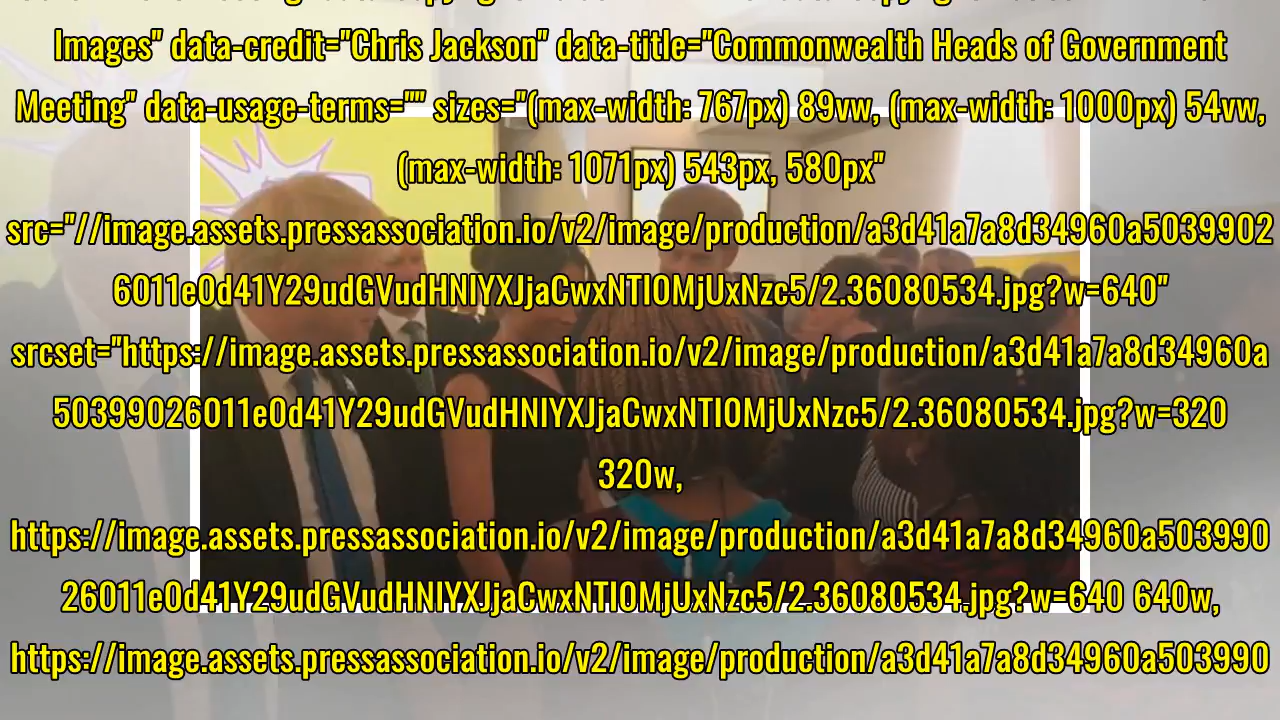 Images" data-credit="Chris Jackson" data-title="Commonwealth Heads of Government
Meeting" data-usage-terms="" sizes="(max-width: 767px) 89vw, (max-width: 1000px) 54vw,
(max-width: 1071px) 543px, 580px"
src="//image.assets.pressassociation.io/v2/image/production/a3d41a7a8d34960a5039902
6011e0d41Y29udGVudHNlYXJjaCwxNTI0MjUxNzc5/2.36080534.jpg?w=640"
srcset="https://image.assets.pressassociation.io/v2/image/production/a3d41a7a8d34960a
50399026011e0d41Y29udGVudHNlYXJjaCwxNTI0MjUxNzc5/2.36080534.jpg?w=320
320w,
https://image.assets.pressassociation.io/v2/image/production/a3d41a7a8d34960a503990
26011e0d41Y29udGVudHNlYXJjaCwxNTI0MjUxNzc5/2.36080534.jpg?w=640 640w,
https://image.assets.pressassociation.io/v2/image/production/a3d41a7a8d34960a503990